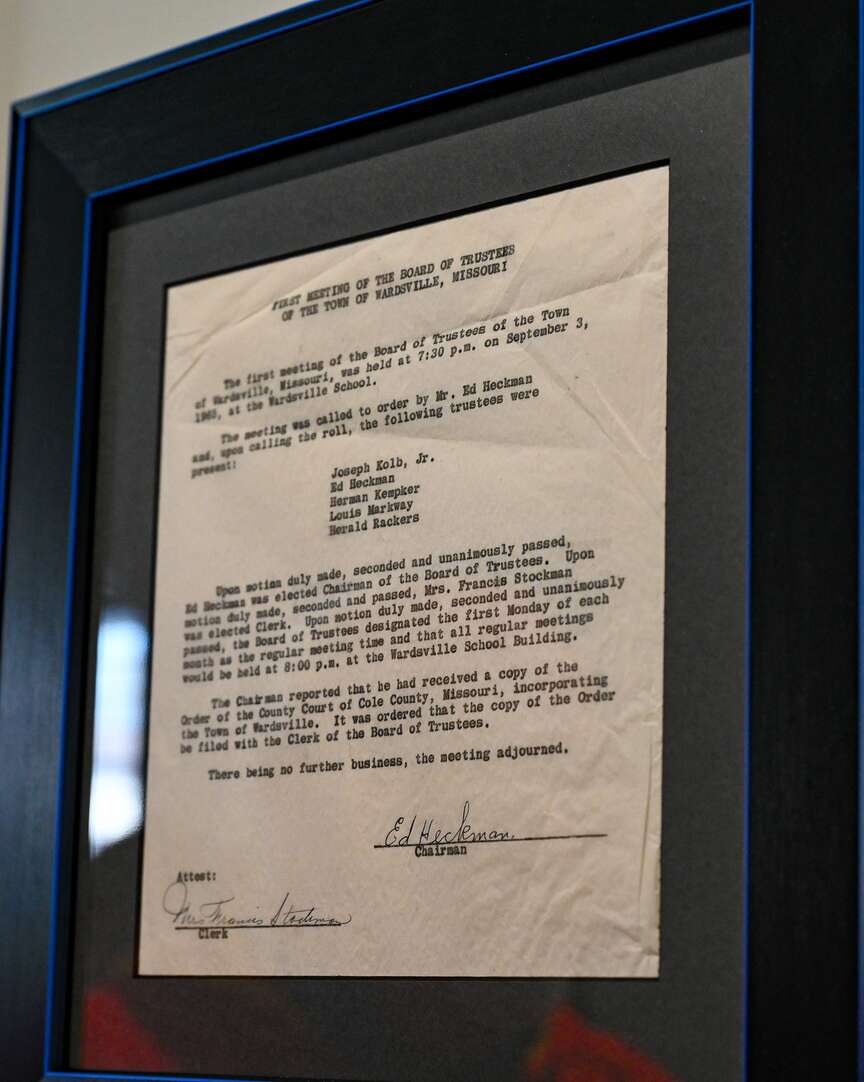 FIRST MEETING OF THE BOARD OF TRUSTEES
OF THE TOWN OF WARDSVILLE, MISSOURI
The first meeting of the Board of Trustees of the Town
of Wardsville, Missouri, was held at 7:30 p.m. on September 3,
1965, at the Wardsville School.
The meeting was called to order by Mr. Ed Heckman
and, upon calling the roll, the following trustees were
present:
Joseph Kolb, Jr.
Ed Heckman
Herman Kempker
Louis Markway
Herald Rackers
Upon motion duly made, seconded and unanimously passed,
Ed Heckman was elected Chairman of the Board of Trustees. Upon
motion duly made, seconded and passed, Mrs. Francis Stockman
was elected Clerk. Upon motion duly made, seconded and unanimously
passed, the Board of Trustees designated the first Monday of each
month as the regular meeting time and that all regular meetings
would be held at 8:00 p.m. at the Wardsville School Building.
The Chairman reported that he had received a copy of the
Order of the County Court of Cole County, Missouri, incorporating
the Town of Wardsville. It was ordered that the copy of the Order
be filed with the Clerk of the Board of Trustees.
There being no further business, the meeting adjourned.
Ed Heckman
Chairman
Attest:
Mrs Francis Stockman
Clerk